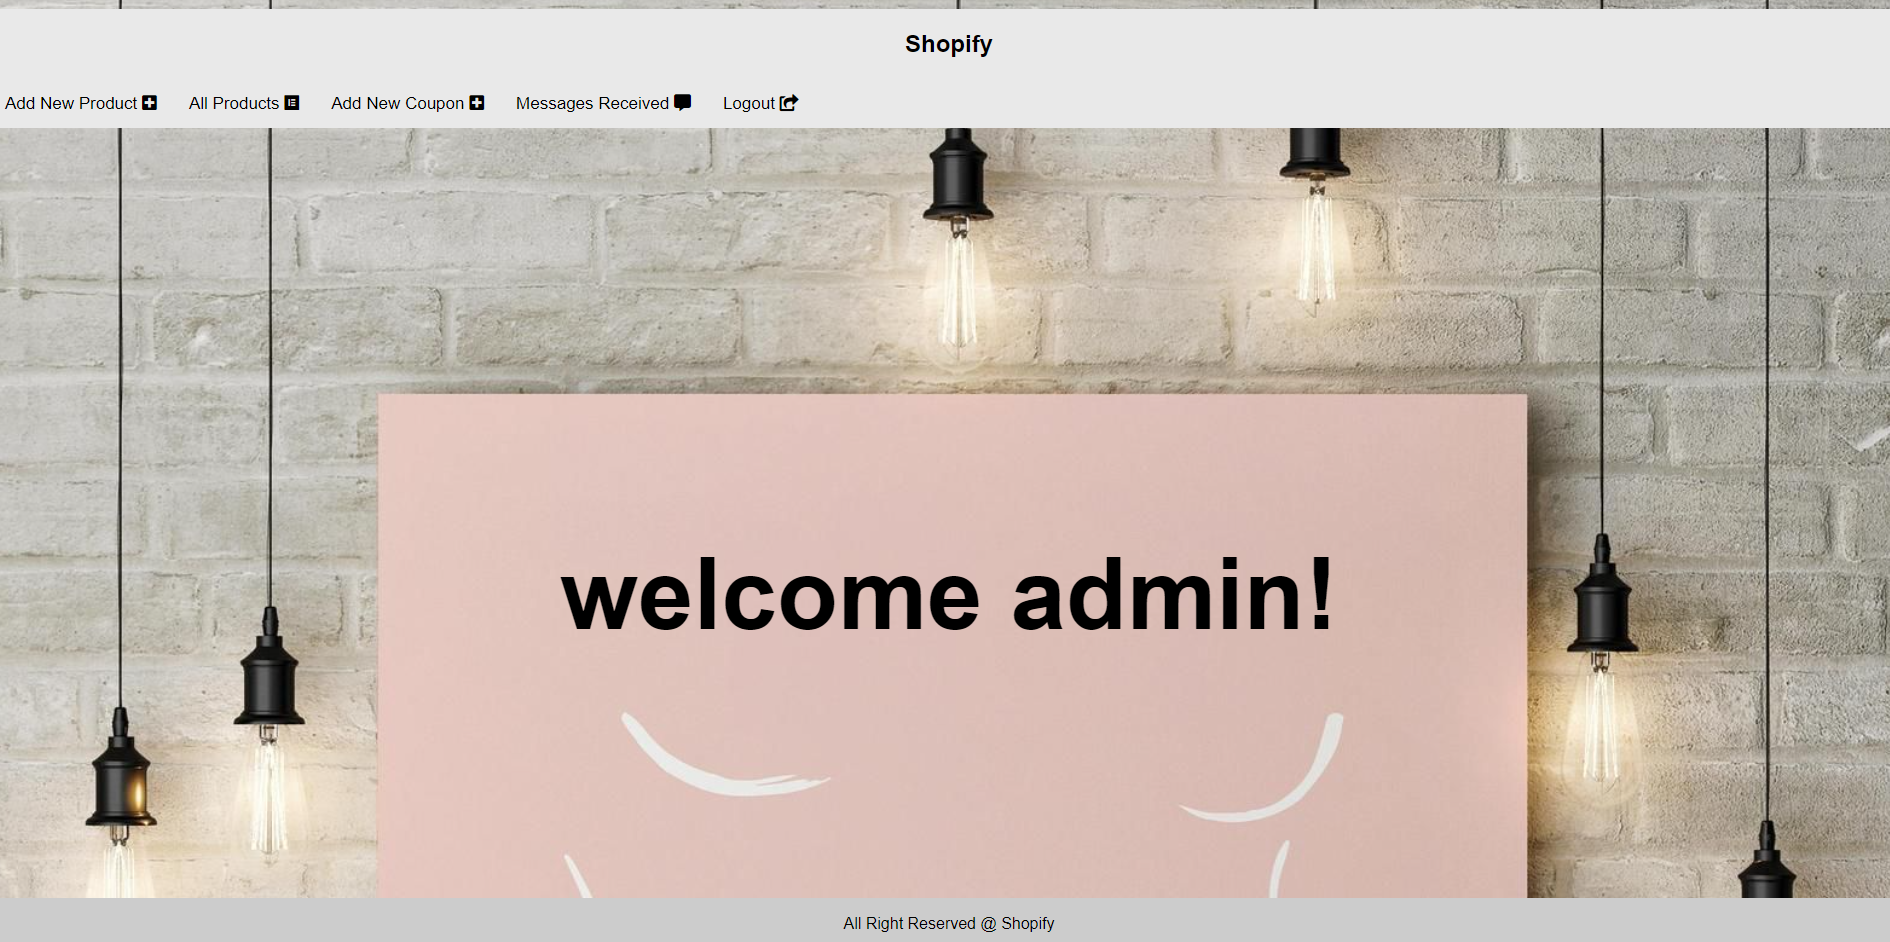 Shopify
Add New Product All Products Add New Coupon Messages Received Logout
welcome admin!
All Right Reserved @ Shopify